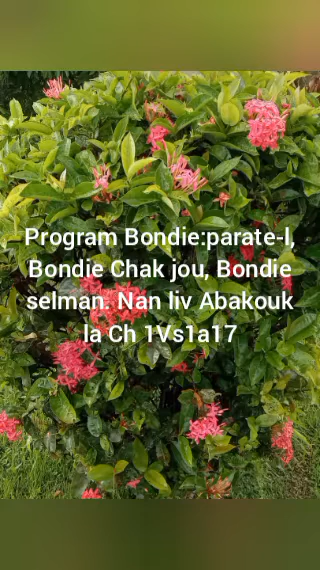 Program Bondie:parate-l,
Bondie Chak jou, Bondie
selman. Nan liv Abakouk
la Ch 1Vs1a17